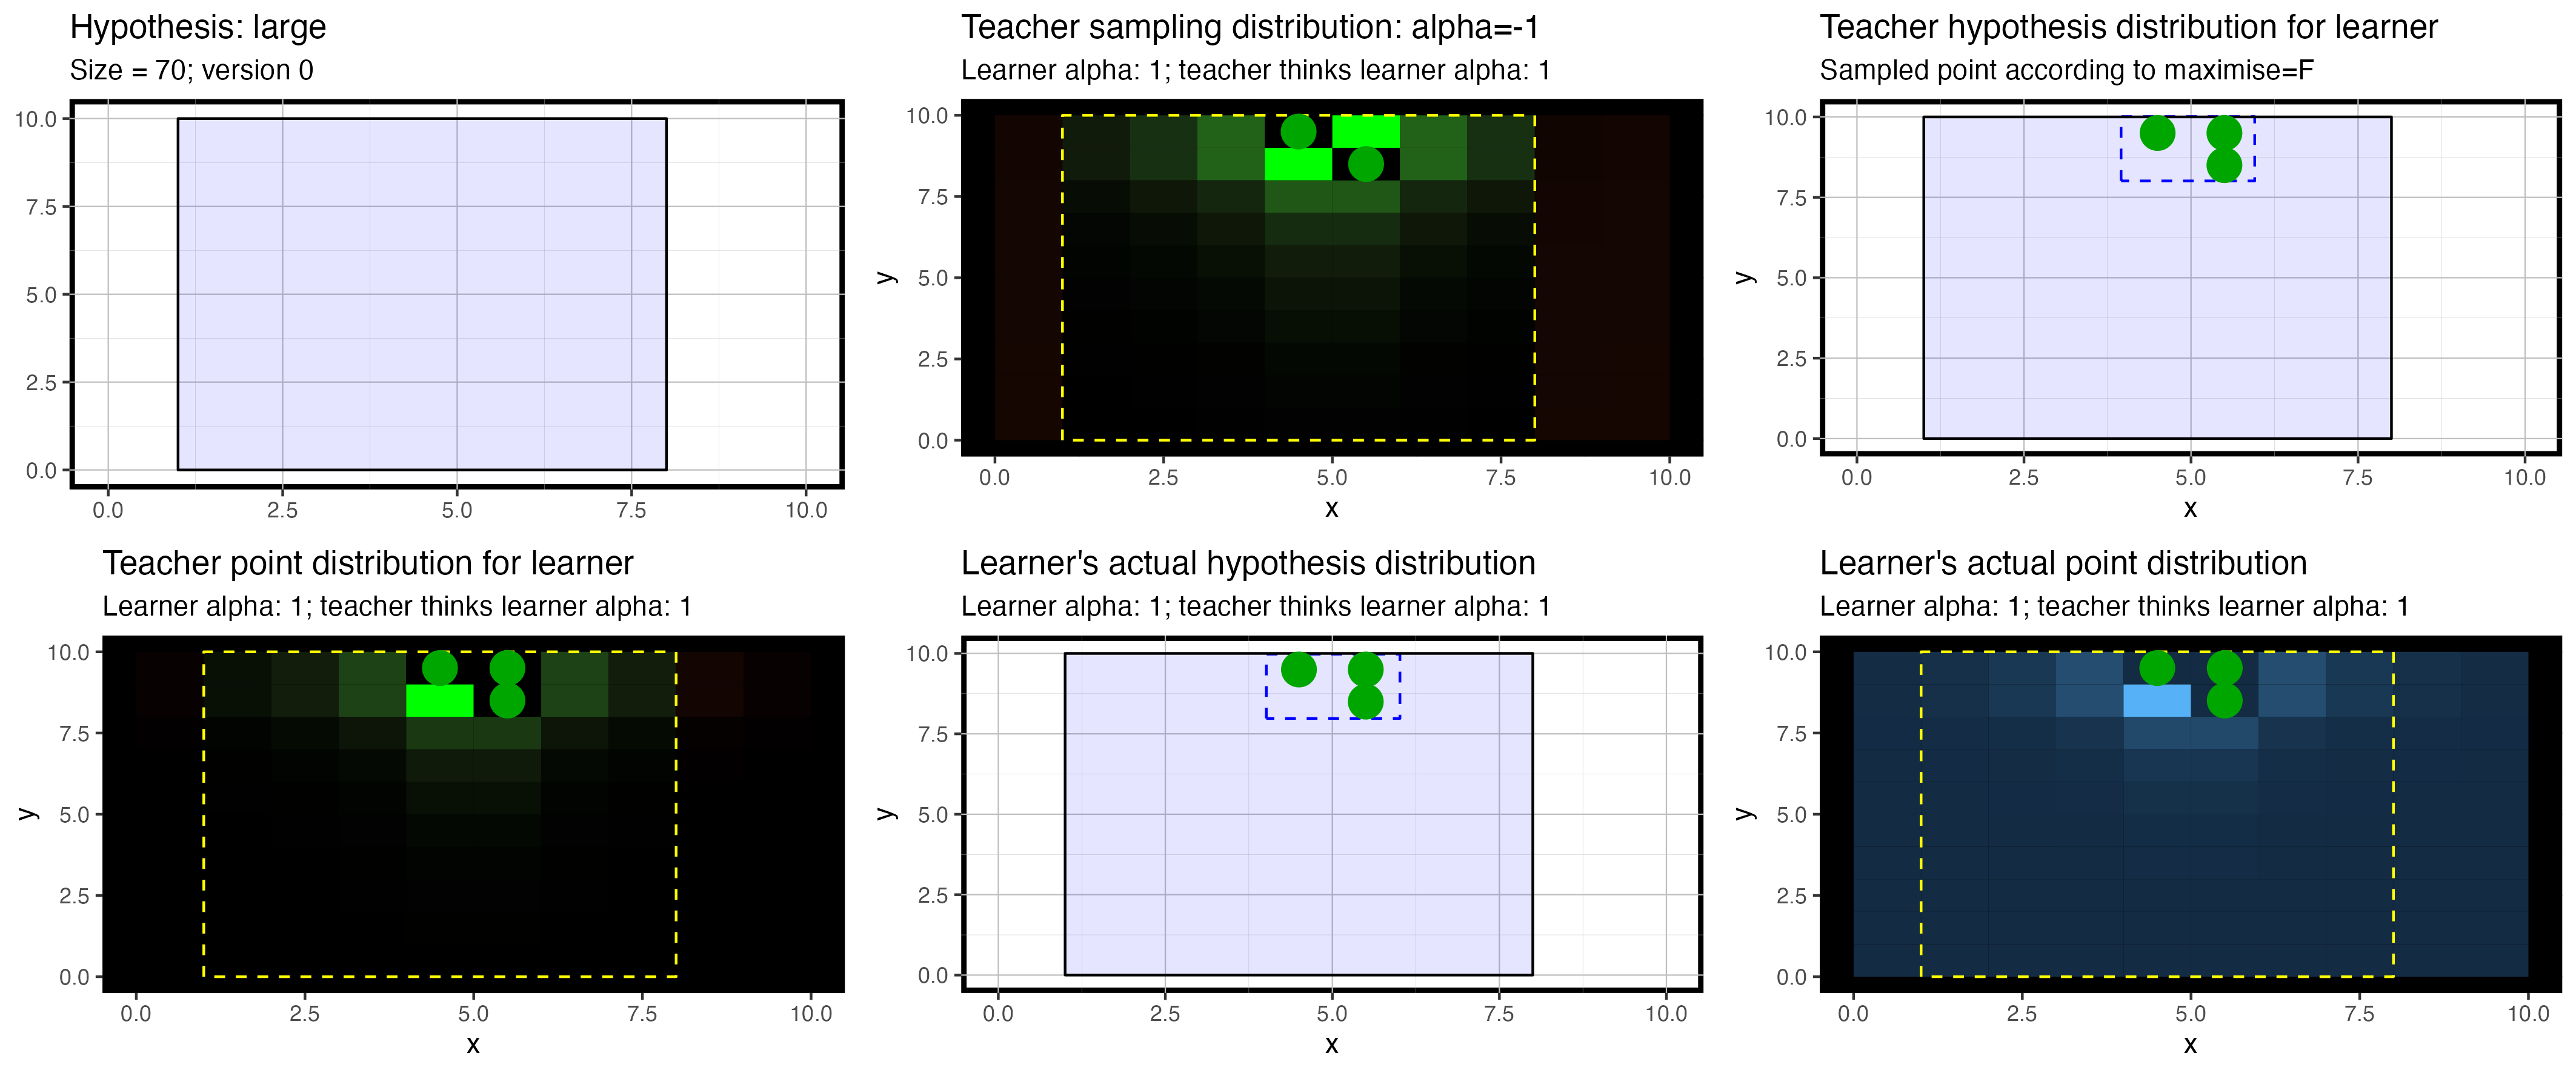 Hypothesis: large
Size = 70; version 0
10.0
7.5
5.0
2.5
0.0
0.0 2.5 5.0 7.5 10.0
Teacher sampling distribution: alpha=-1
Learner alpha: 1; teacher thinks learner alpha: 1
10.0
7.5
5.0
2.5
0.0
y
0.0 2.5 5.0 7.5 10.0
x
Teacher hypothesis distribution for learner
Sampled point according to maximise=F
10.0
7.5
5.0
2.5
0.0
y
0.0 2.5 5.0 7.5 10.0
x
Teacher point distribution for learner
Learner alpha: 1; teacher thinks learner alpha: 1
10.0
7.5
5.0
2.5
0.0
y
0.0 2.5 5.0 7.5 10.0
x
Learner's actual hypothesis distribution
Learner alpha: 1; teacher thinks learner alpha: 1
10.0
7.5
5.0
2.5
0.0
y
0.0 2.5 5.0 7.5 10.0
x
Learner's actual point distribution
Learner alpha: 1; teacher thinks learner alpha: 1
10.0
7.5
5.0
2.5
0.0
y
0.0 2.5 5.0 7.5 10.0
x